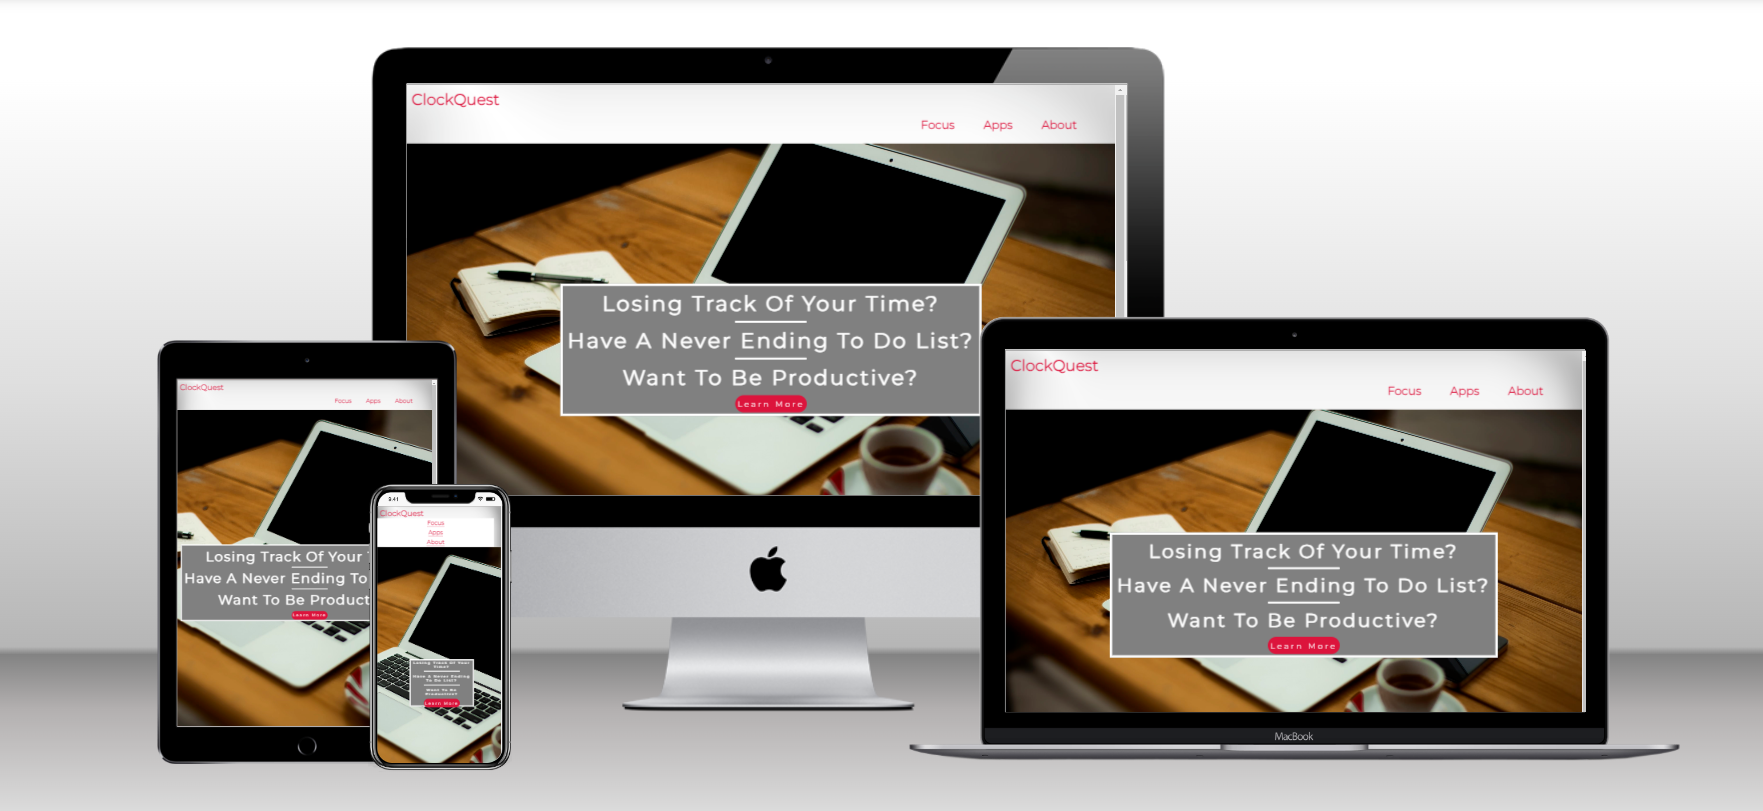 ClockQuest
Focus Apps About
Losing Track Of Your Time?
Have A Never Ending To Do List?
Want To Be Productive?
Learn More
ClockQuest
Focus Apps About
Losing Track Of Your
Have A Never Ending To
Want To Be Product
Learn More
9:41
ClockQuest
Focus
Apps
About
Losing Track Of Your
Time?
Have A Never Ending
To Do List?
Want To Be
Productive?
Learn More
ClockQuest
Focus Apps About
Losing Track Of Your Time?
Have A Never Ending To Do List?
Want To Be Productive?
Learn More
MacBook